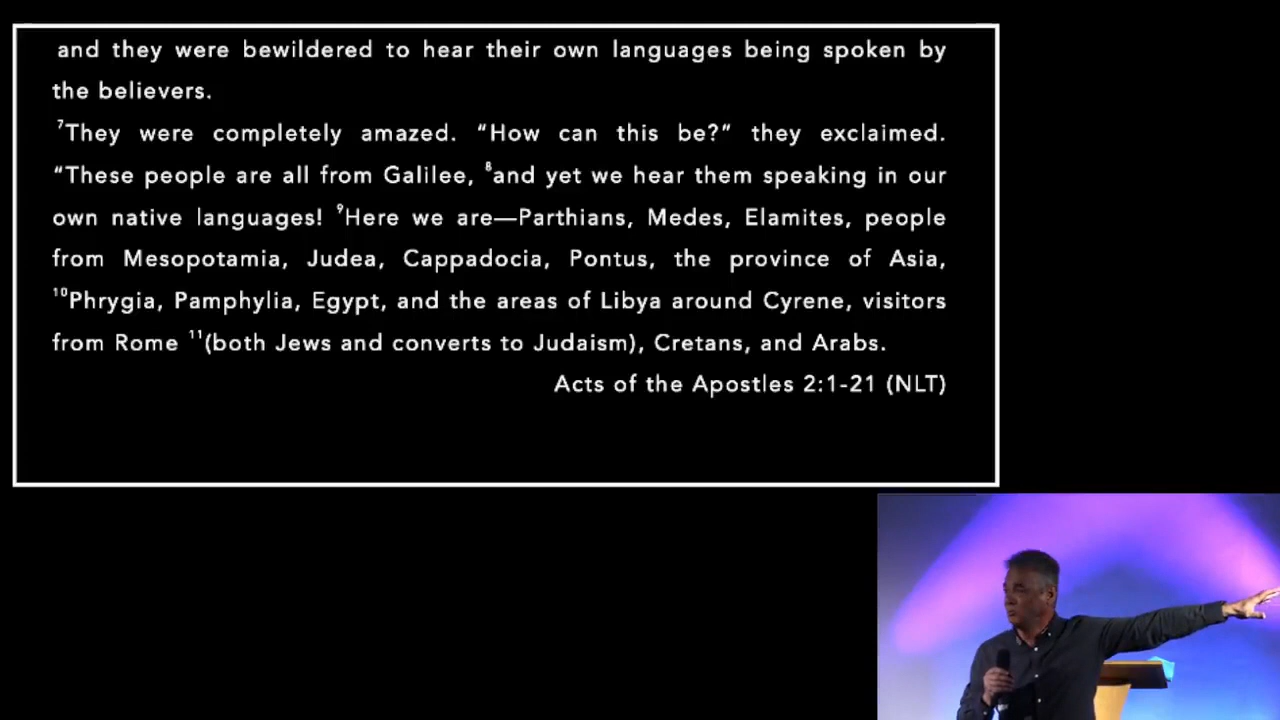 and they were bewildered to hear their own languages being spoken by
the believers.
⁷They were completely amazed. “How can this be?” they exclaimed.
“These people are all from Galilee, ⁸and yet we hear them speaking in our
own native languages! ⁹Here we are—Parthians, Medes, Elamites, people
from Mesopotamia, Judea, Cappadocia, Pontus, the province of Asia,
¹⁰Phrygia, Pamphylia, Egypt, and the areas of Libya around Cyrene, visitors
from Rome ¹¹(both Jews and converts to Judaism), Cretans, and Arabs.
Acts of the Apostles 2:1-21 (NLT)